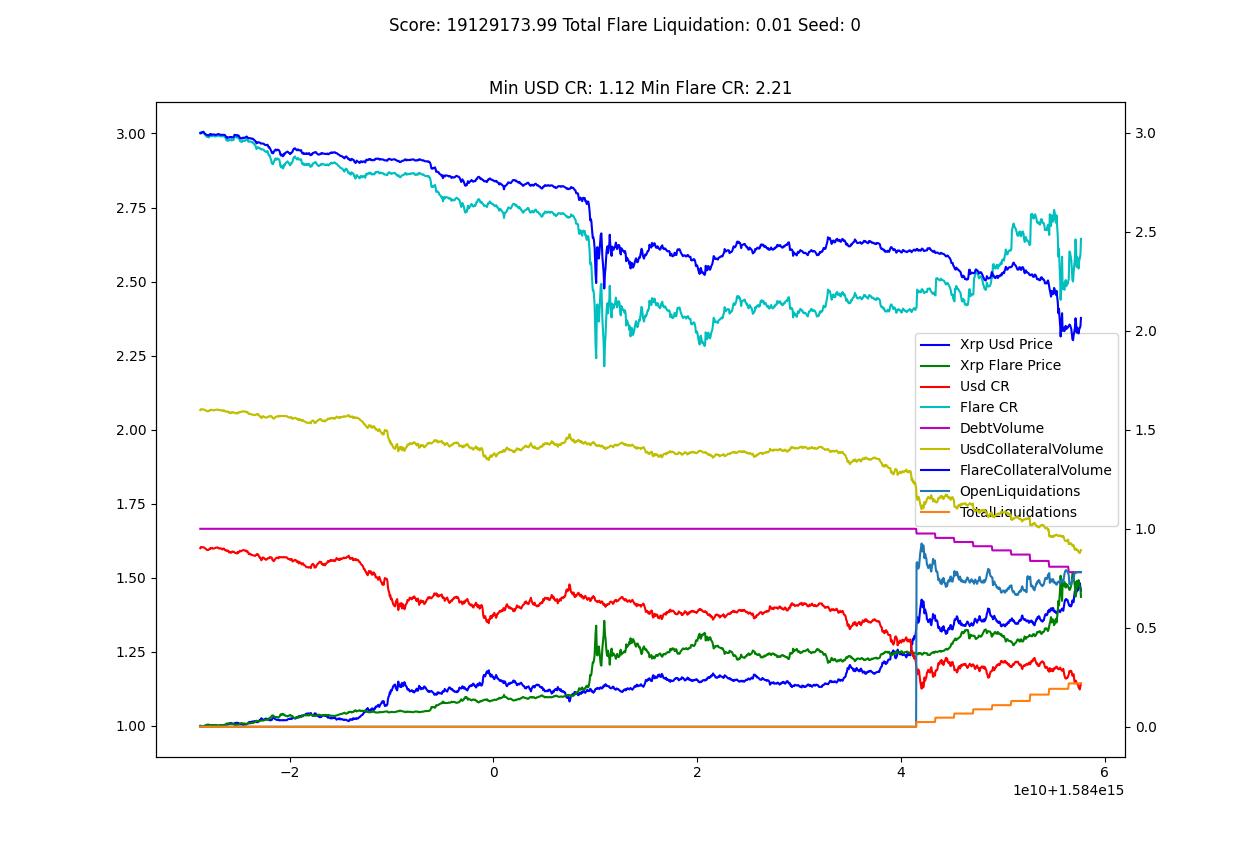 Score: 19129173.99 Total Flare Liquidation: 0.01 Seed: 0
Min USD CR: 1.12 Min Flare CR: 2.21
3.00
2.75
2.50
2.25
2.00
1.75
1.50
1.25
1.00
3.0
2.5
2.0
1.5
1.0
0.5
0.0
Xrp Usd Price
Xrp Flare Price
Usd CR
Flare CR
DebtVolume
UsdCollateralVolume
FlareCollateralVolume
OpenLiquidations
TotalLiquidations
−2 0 2 4 6
1e10+1.584e15